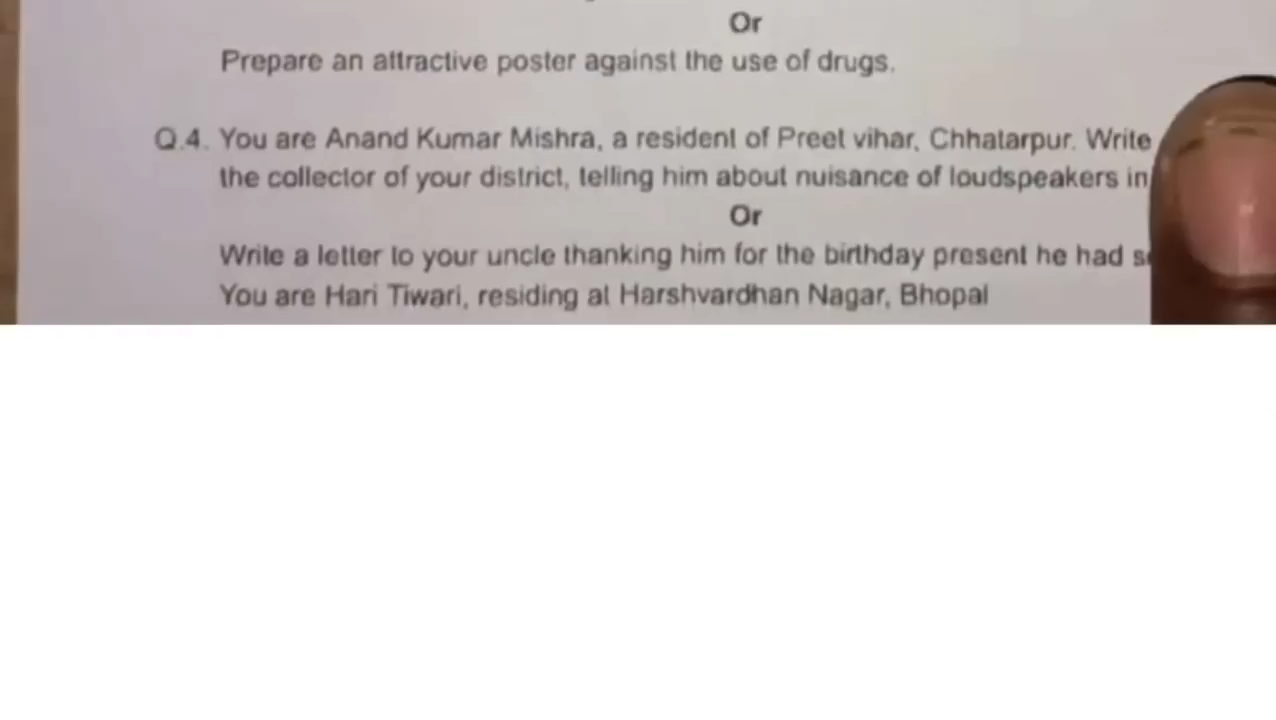 Or
Prepare an attractive poster against the use of drugs.
Q.4. You are Anand Kumar Mishra, a resident of Preet vihar, Chhatarpur. Write
the collector of your district, telling him about nuisance of loudspeakers in
Or
Write a letter to your uncle thanking him for the birthday present he had
You are Hari Tiwari, residing at Harshvardhan Nagar, Bhopal